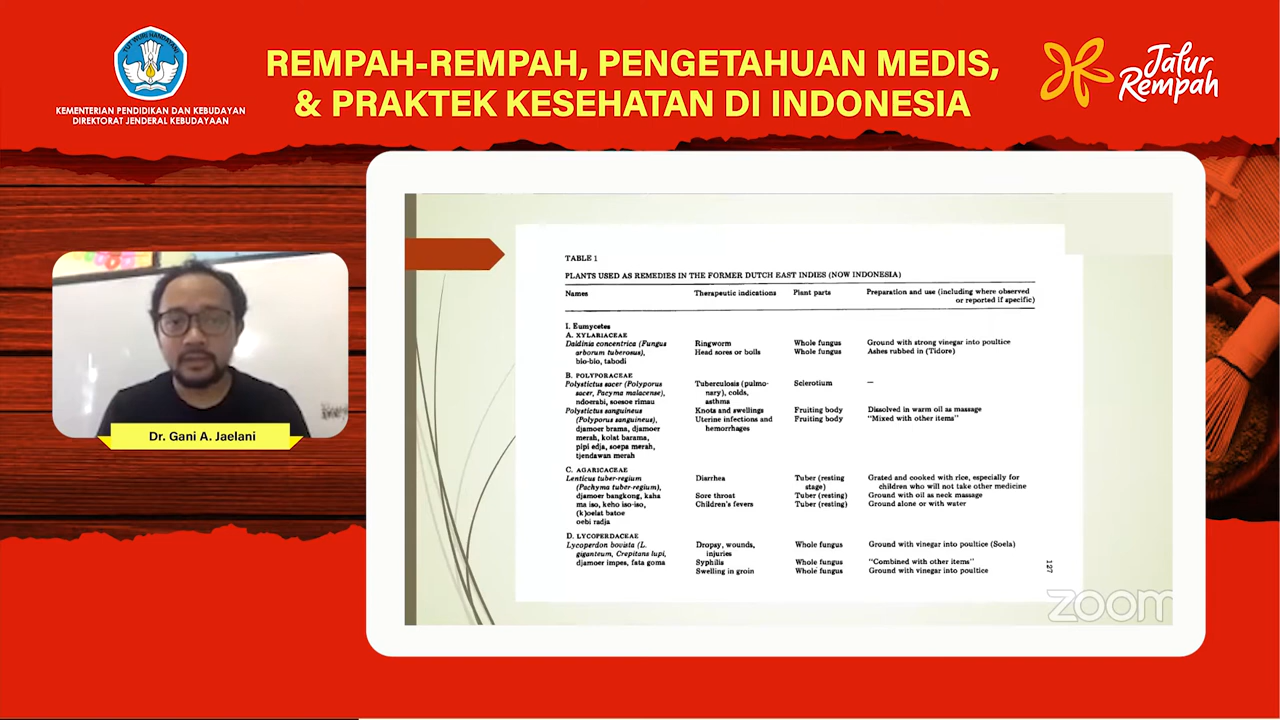 TUT WURI HANDAYANI
KEMENTERIAN PENDIDIKAN DAN KEBUDAYAN
DIREKTORAT JENDERAL KEBUDAYAAN
REMPAH-REMPAH, PENGETAHUAN MEDIS,
& PRAKTEK KESEHATAN DI INDONESIA
Jalur
Rempah
Dr. Gani A. Jaelani
TABLE 1
PLANTS USED AS REMEDIES IN THE FORMER DUTCH EAST INDIES (NOW INDONESIA)
Names Therapeutic indications Plant parts Preparation and use (including where observed
or reported if specific)
I. Eumycetes
A. XYLARIACEAE
Daldinia concentrica (Fungus Ringworm Whole fungus Ground with strong vinegar into poultice
arborum tuberosus), Head sores or boils Whole fungus Ashes rubbed in (Tidore)
bio-bio, tabodi
B. POLYPORACEAE
Polystictus sacer (Polyporus Tuberculosis (pulmo- Sclerotium —
sacer, Pacyma malacense), nary), colds,
ndoerabi, soesoe rimau asthma
Polystictus sanguineus Knots and swellings Fruiting body Dissolved in warm oil as massage
(Polyporus sanguineus), Uterine infections and Fruiting body "Mixed with other items"
djamoer brama, djamoer hemorrhages
merah, kolat barama,
pipi edja, soepa merah,
tjendawan merah
C. AGARICACEAE
Lenticus tuber-regium Diarrhea Tuber (resting Grated and cooked with rice, especially for
(Pachyma tuber-regium), stage) children who will not take other medicine
djamoer bangkong, kaha Sore throat Tuber (resting) Ground with oil as neck massage
ma iso, keho iso-iso, Children's fevers Tuber (resting) Ground alone or with water
(k)oelat batoe
oebi radja
D. LYCOPERDACEAE
Lycoperdon bovista (L. Dropsy, wounds, Whole fungus Ground with vinegar into poultice (Soela)
giganteum, Crepitans lupi, injuries
djamoer impes, fata goma Syphilis Whole fungus "Combined with other items"
Swelling in groin Whole fungus Ground with vinegar into poultice
127
zoom